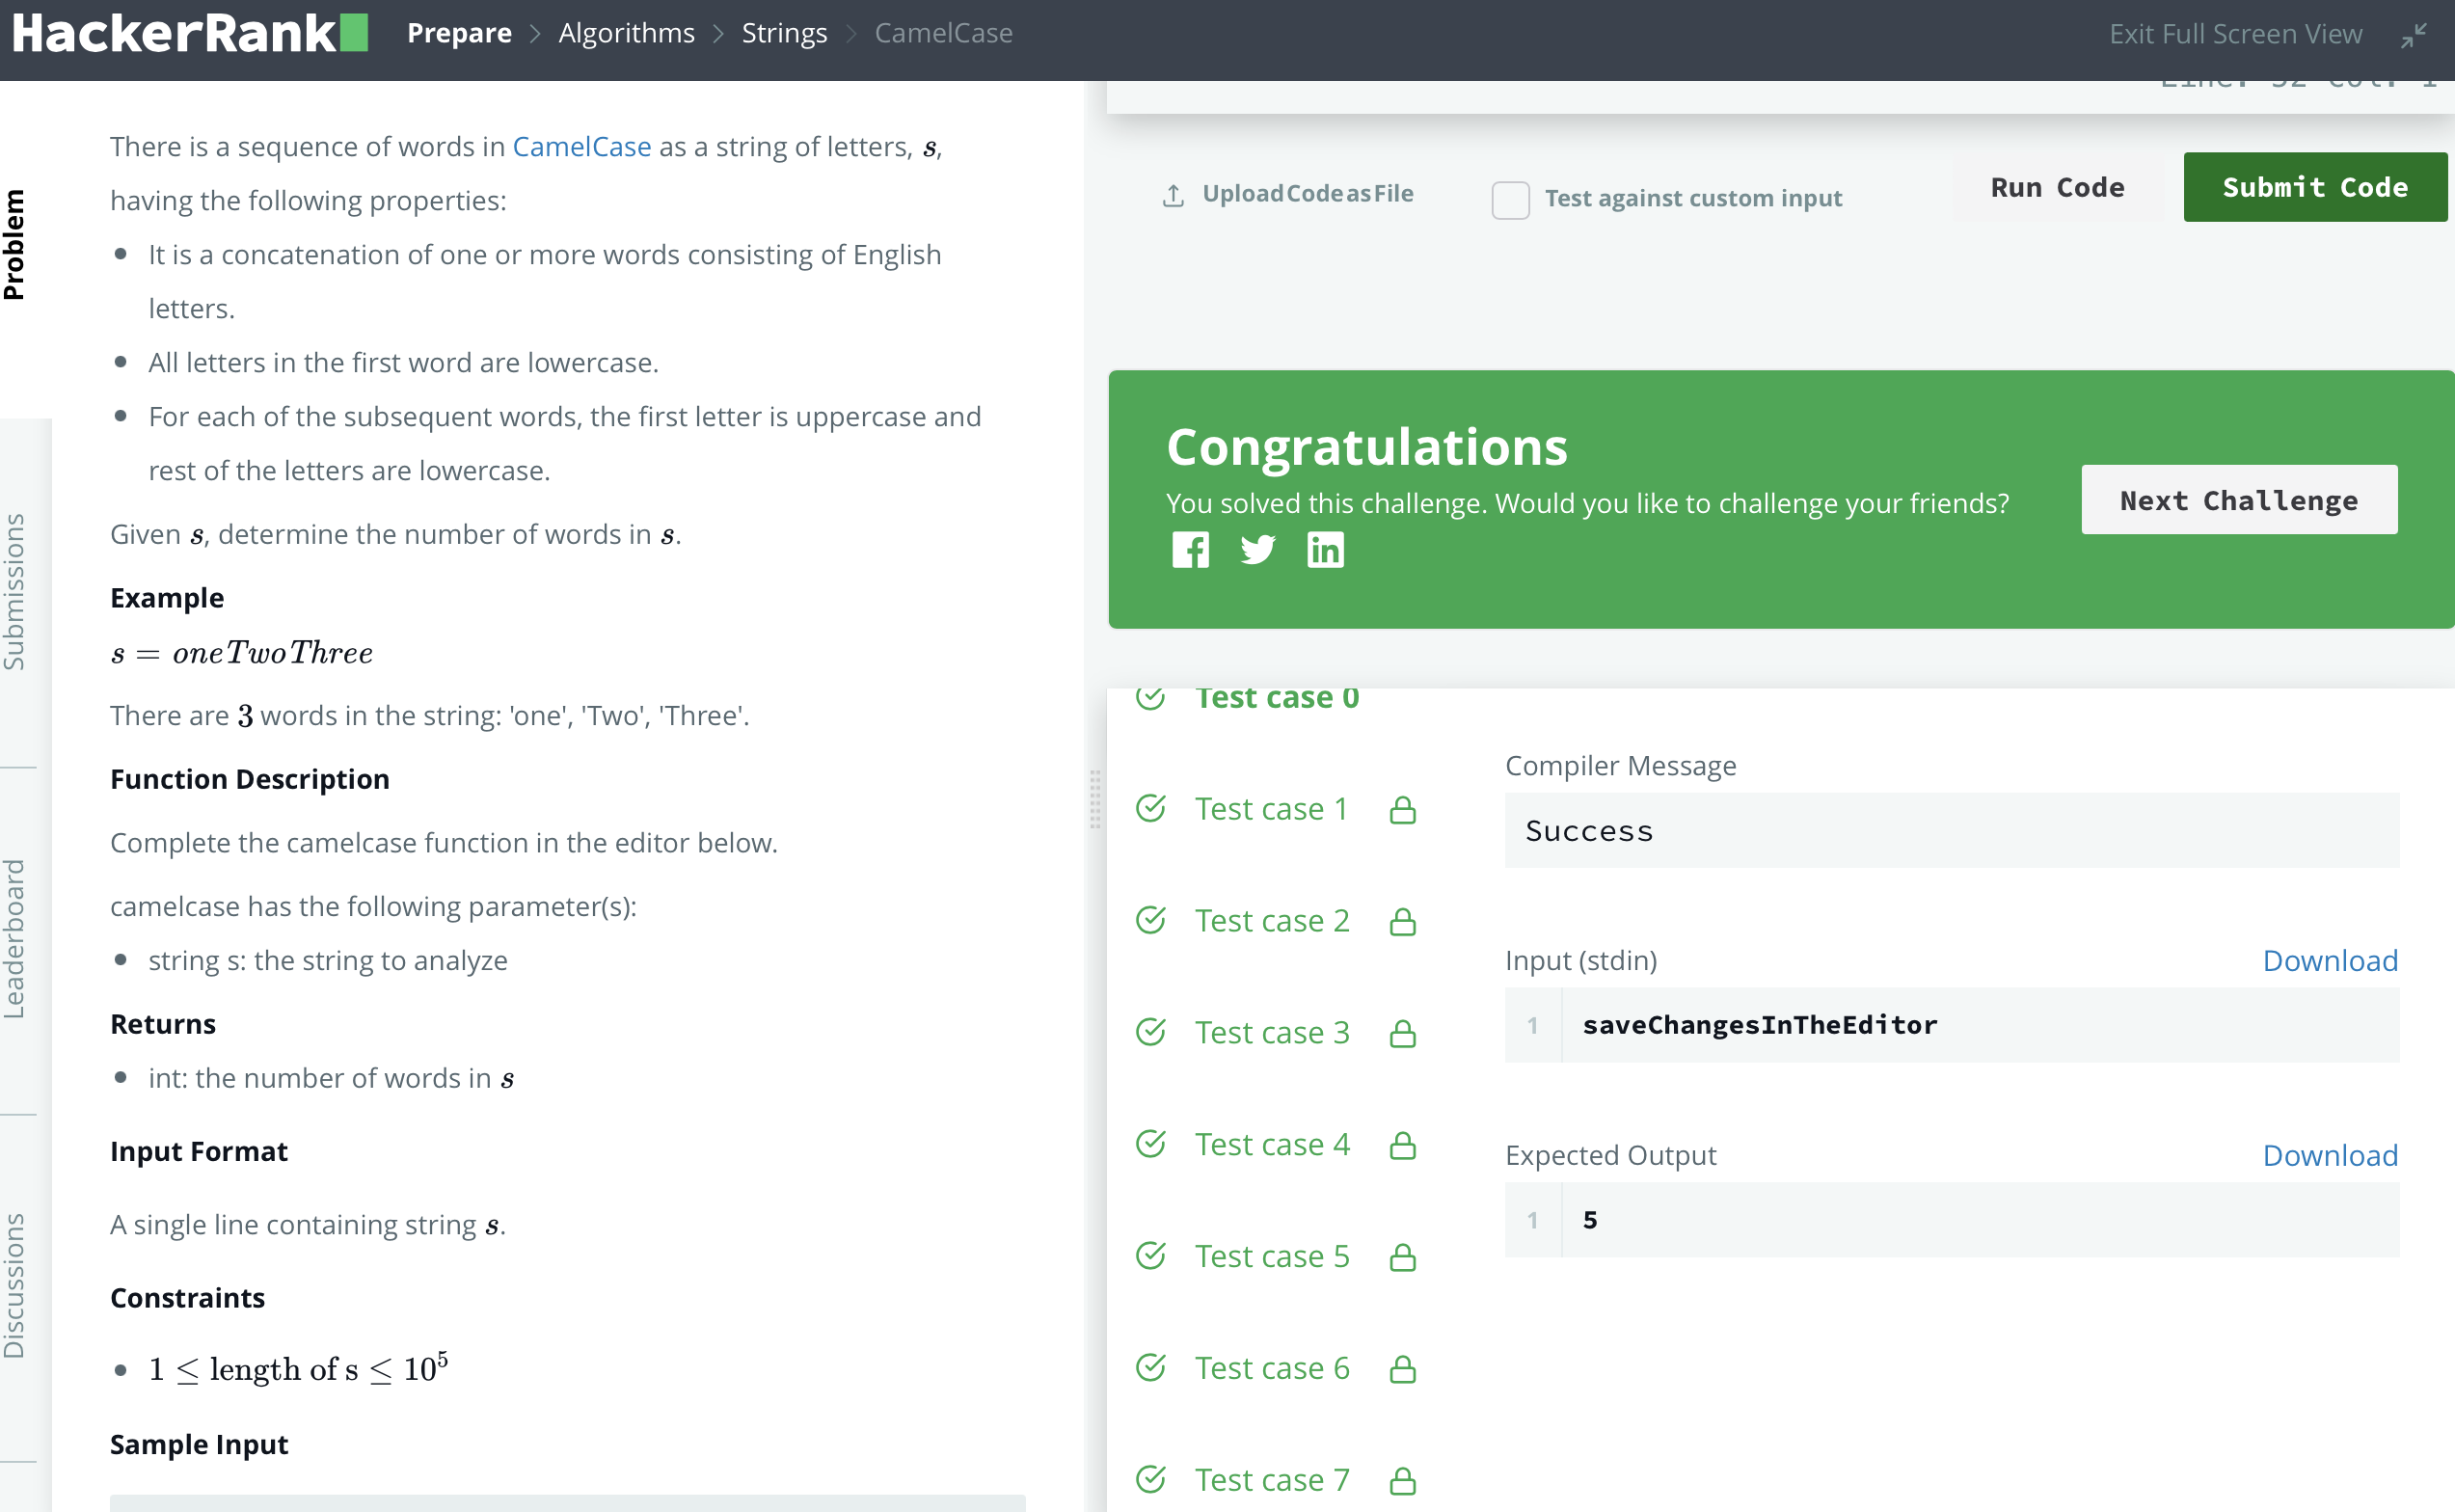 HackerRank
Prepare > Algorithms > Strings > CamelCase
Exit Full Screen View
Problem
Submissions
Leaderboard
Discussions
There is a sequence of words in CamelCase as a string of letters, s,
having the following properties:
• It is a concatenation of one or more words consisting of English
letters.
• All letters in the first word are lowercase.
• For each of the subsequent words, the first letter is uppercase and
rest of the letters are lowercase.
Given s, determine the number of words in s.
Example
s = oneTwoThree
There are 3 words in the string: 'one', 'Two', 'Three'.
Function Description
Complete the camelcase function in the editor below.
camelcase has the following parameter(s):
• string s: the string to analyze
Returns
• int: the number of words in s
Input Format
A single line containing string s.
Constraints
• 1 ≤ length of s ≤ 10⁵
Sample Input
Line: 32 Col: 1
Upload Code as File
Test against custom input
Run Code
Submit Code
Congratulations
You solved this challenge. Would you like to challenge your friends?
Next Challenge
Test case 0
Test case 1
Test case 2
Test case 3
Test case 4
Test case 5
Test case 6
Test case 7
Compiler Message
Success
Input (stdin)
Download
1 saveChangesInTheEditor
Expected Output
Download
1 5